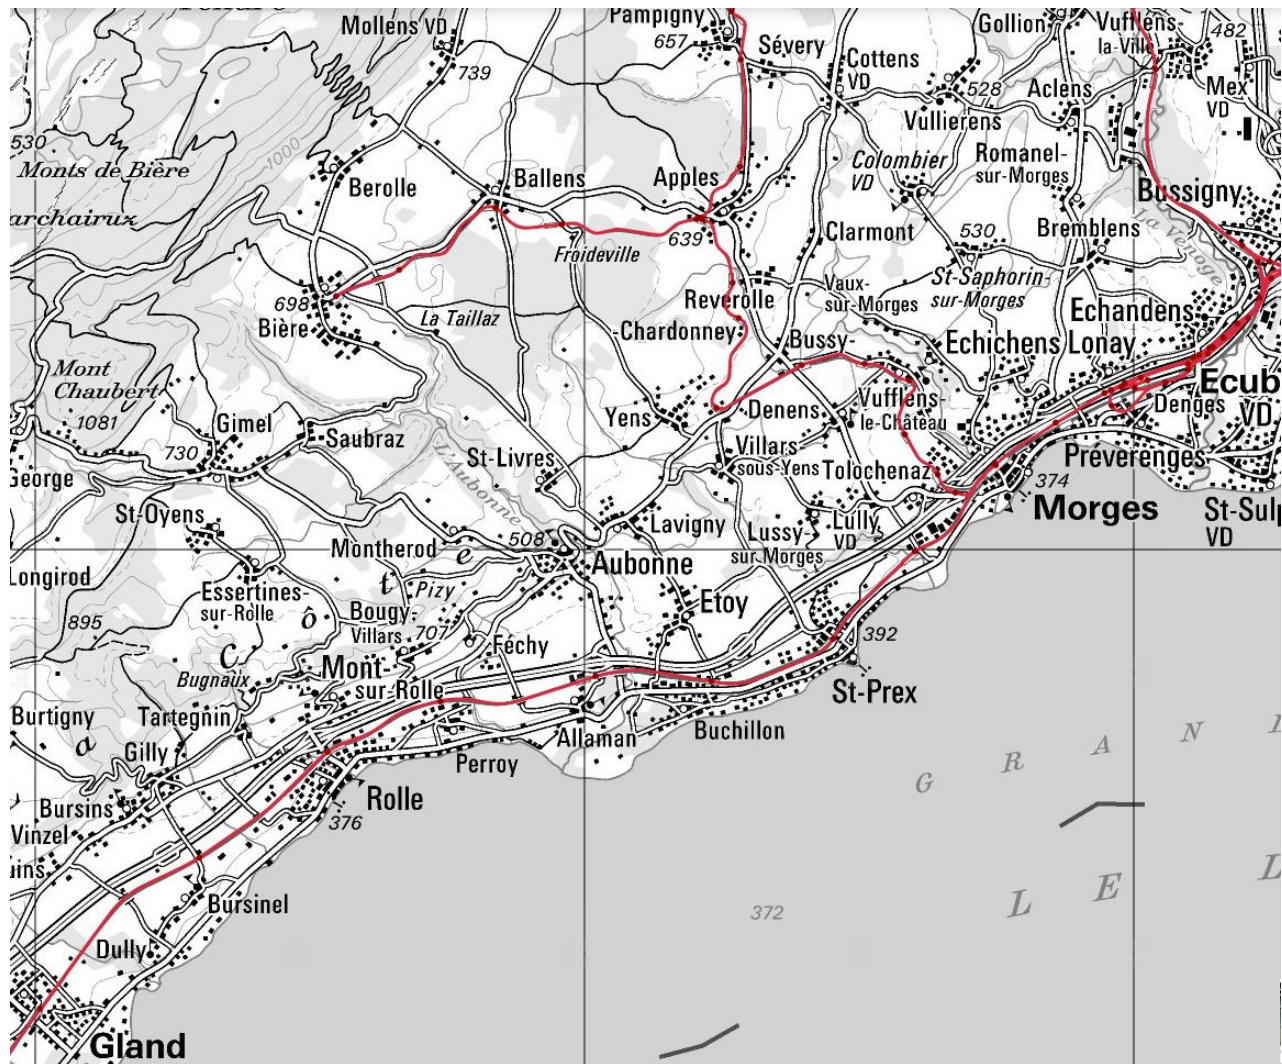 Mollens VD
739
Pampigny
657
Sévery
Cottens
VD
Gollion
Vufflens-
la-Ville
482
Mex
VD
Aclens
528
Vullierens
530
Monts de Bière
1000
Berolle
Ballens
Apples
Colombier
VD
Romanel-
sur-Morges
Bussigny
archairux
639
Froideville
Clarmont
530
Bremblens
La Venoge
St-Saphorin-
sur-Morges
698
Bière
La Taillaz
Reverolle
Vaux-
sur-Morges
Chardonney
Echandens
Bussy-
Echichens
Lonay
Mont
Chaubert
1081
Ecub
VD
Denges
Yens
Denens
Vufflens-
le-Château
Gimel
Saubraz
730
George
St-Livres
Villars
sous-Yens
Tolochenaz
Préverenges
374
Morges
St-Sulp
VD
L'Aubonne
St-Oyens
Lavigny
Lussy-
sur Morges
Lully
VD
Montherod
508
Aubonne
Longirod
Essertines-
sur-Rolle
Pizy
Etoy
895
Bougy-
Villars
707
Féchy
392
C ô t e
Bugnaux
Mont-
sur-Rolle
St-Prex
Burtigny
Tartegnin
a
Gilly
Allaman
Buchillon
Perroy
G R A N
Bursins
Rolle
376
Vinzel
ins
L E L
Bursinel
372
Dully
Gland